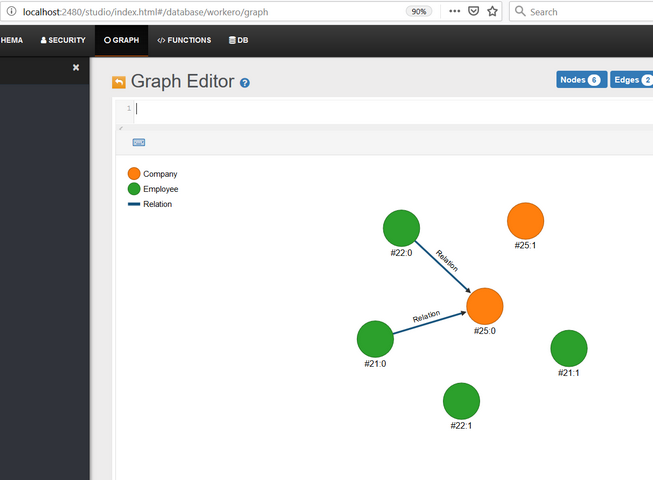 localhost:2480/studio/index.html#/database/workero/graph
90%
Search
HEMA
SECURITY
GRAPH
</> FUNCTIONS
DB
×
Graph Editor ?
Nodes 6
Edges 2
1
Company
Employee
Relation
#22:0
#25:1
Relation
#25:0
Relation
#21:0
#21:1
#22:1